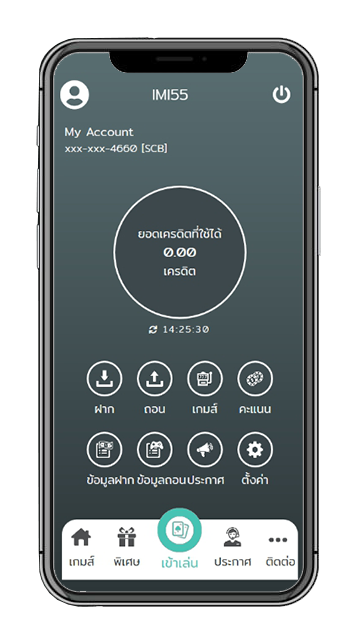 IMI55
My Account
xxx-xxx-4660 [SCB]
ยอดเครดิตที่ใช้ได้
0.00
เครดิต
14:25:30
ฝาก ถอน เกมส์ คะแนน
ข้อมูลฝาก ข้อมูลถอน ประกาศ ตั้งค่า
เกมส์ พิเศษ เข้าเล่น ประกาศ ติดต่อ